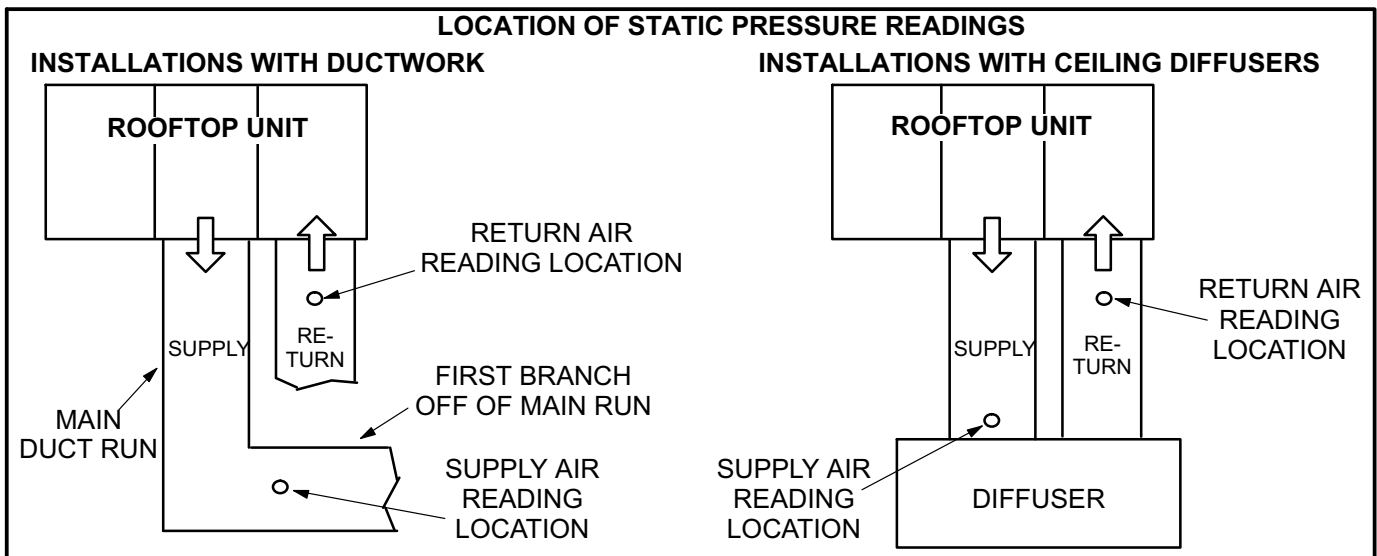 LOCATION OF STATIC PRESSURE READINGS
INSTALLATIONS WITH DUCTWORK
ROOFTOP UNIT
RETURN AIR
READING LOCATION
SUPPLY
RE-
TURN
FIRST BRANCH
OFF OF MAIN RUN
MAIN
DUCT RUN
SUPPLY AIR
READING
LOCATION
INSTALLATIONS WITH CEILING DIFFUSERS
ROOFTOP UNIT
RETURN AIR
READING
LOCATION
SUPPLY
RE-
TURN
SUPPLY AIR
READING
LOCATION
DIFFUSER